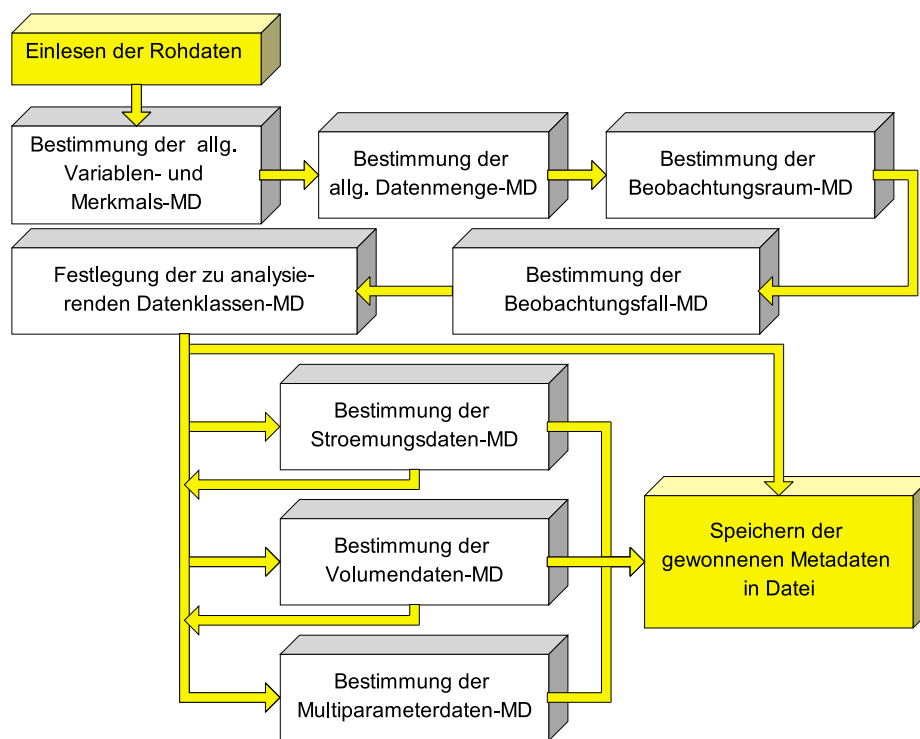 Einlesen der Rohdaten
Bestimmung der allg.
Variablen- und
Merkmals-MD
Bestimmung der
allg. Datenmenge-MD
Bestimmung der
Beobachtungsraum-MD
Festlegung der zu analysie-
renden Datenklassen-MD
Bestimmung der
Beobachtungsfall-MD
Bestimmung der
Stroemungsdaten-MD
Bestimmung der
Volumendaten-MD
Speichern der
gewonnenen Metadaten
in Datei
Bestimmung der
Multiparameterdaten-MD